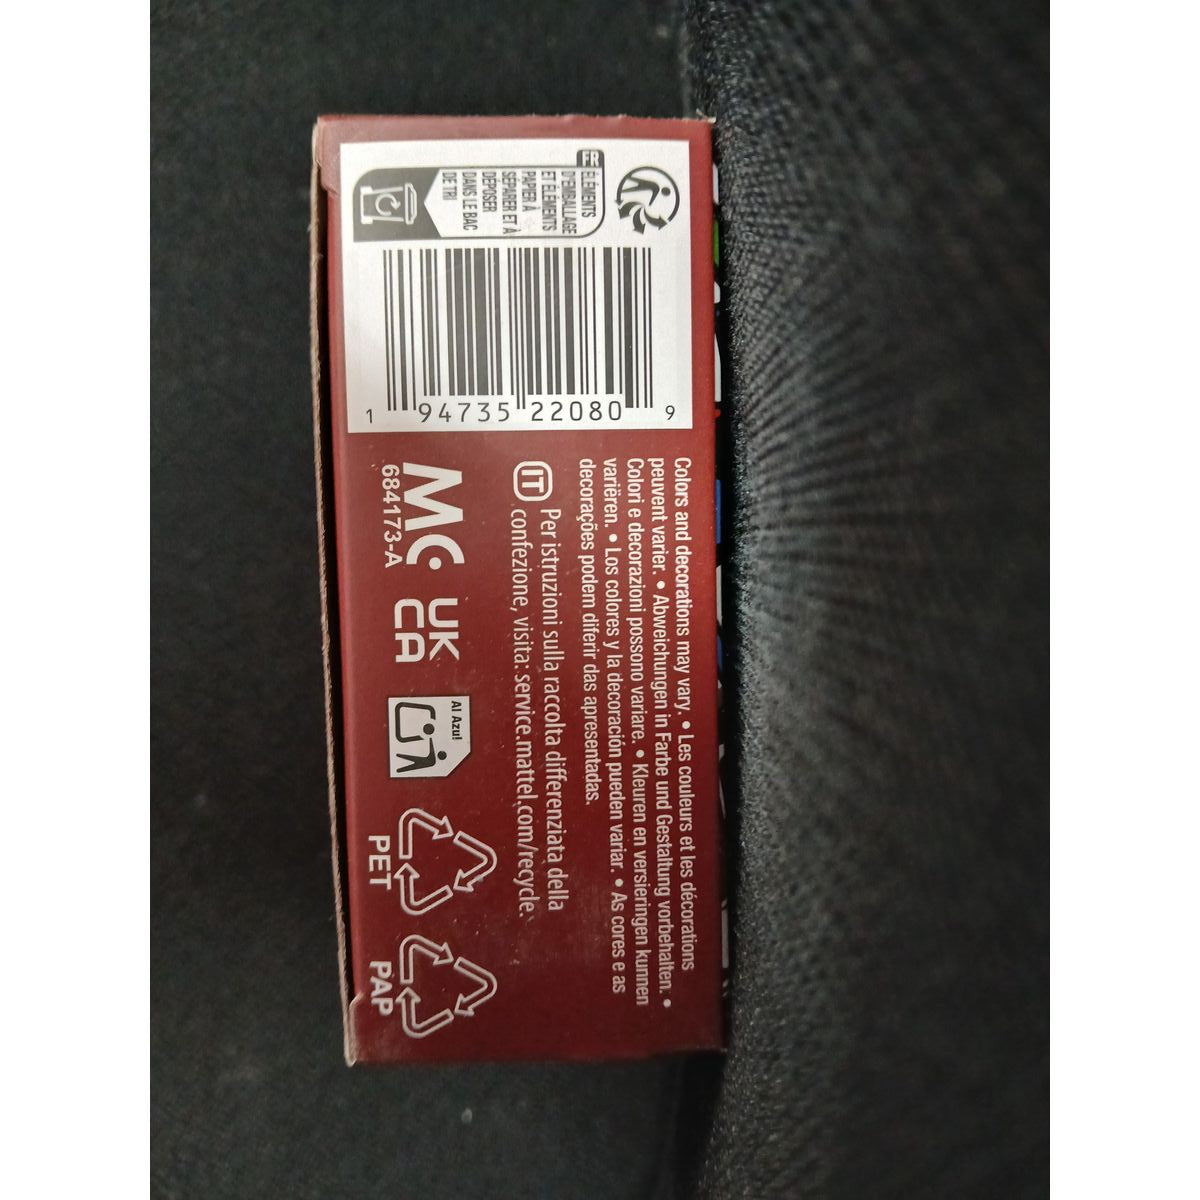 FR
ÉLÉMENTS
D'EMBALLAGE
ET ÉLÉMENTS
PAPIER À
SÉPARER ET À
DÉPOSER
DANS LE BAC
DE TRI
1 94735 22080 9
Colors and decorations may vary. • Les couleurs et les décorations
peuvent varier. • Abweichungen in Farbe und Gestaltung vorbehalten. •
Colori e decorazioni possono variare. • Kleuren en versieringen kunnen
variëren. • Los colores y la decoración pueden variar. • As cores e as
decorações podem diferir das apresentadas.
IT Per istruzioni sulla raccolta differenziata della
confezione, visita: service.mattel.com/recycle.
MC
684173-A
UK
CA
Al Azul
PET
PAP